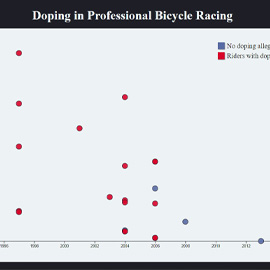 Doping in Professional Bicycle Racing
No doping alleg
Riders with dop
1996 1998 2000 2002 2004 2006 2008 2010 2012